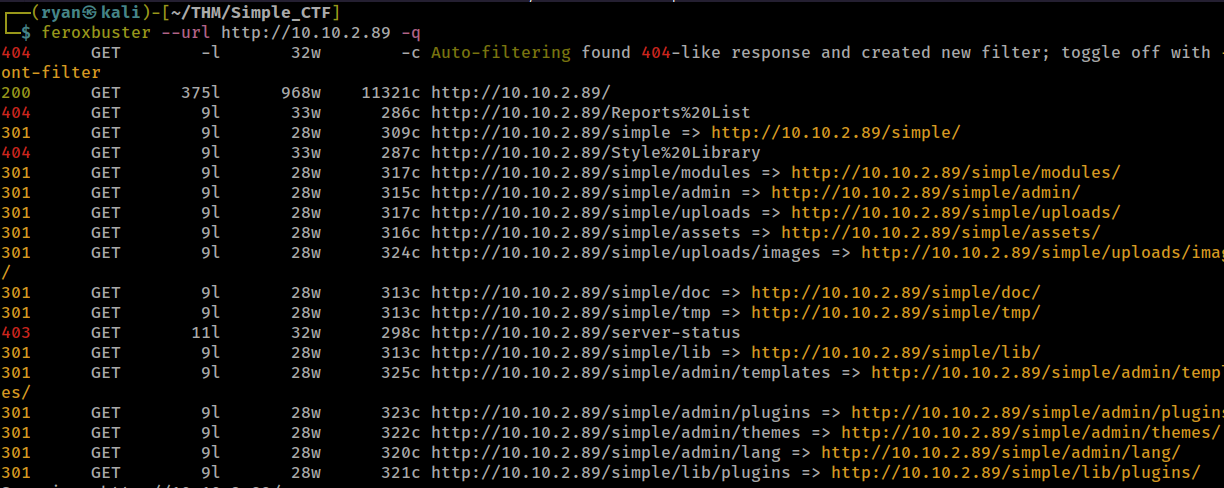 ┌──(ryan㉿kali)-[~/THM/Simple_CTF]
└─$ feroxbuster --url http://10.10.2.89 -q
404      GET        -l       32w        -c Auto-filtering found 404-like response and created new filter; toggle off with -
ont-filter
200      GET      375l      968w    11321c http://10.10.2.89/
404      GET        9l       33w      286c http://10.10.2.89/Reports%20List
301      GET        9l       28w      309c http://10.10.2.89/simple => http://10.10.2.89/simple/
404      GET        9l       33w      287c http://10.10.2.89/Style%20Library
301      GET        9l       28w      317c http://10.10.2.89/simple/modules => http://10.10.2.89/simple/modules/
301      GET        9l       28w      315c http://10.10.2.89/simple/admin => http://10.10.2.89/simple/admin/
301      GET        9l       28w      317c http://10.10.2.89/simple/uploads => http://10.10.2.89/simple/uploads/
301      GET        9l       28w      316c http://10.10.2.89/simple/assets => http://10.10.2.89/simple/assets/
301      GET        9l       28w      324c http://10.10.2.89/simple/uploads/images => http://10.10.2.89/simple/uploads/imag
/
301      GET        9l       28w      313c http://10.10.2.89/simple/doc => http://10.10.2.89/simple/doc/
301      GET        9l       28w      313c http://10.10.2.89/simple/tmp => http://10.10.2.89/simple/tmp/
403      GET       11l       32w      298c http://10.10.2.89/server-status
301      GET        9l       28w      313c http://10.10.2.89/simple/lib => http://10.10.2.89/simple/lib/
301      GET        9l       28w      325c http://10.10.2.89/simple/admin/templates => http://10.10.2.89/simple/admin/templ
es/
301      GET        9l       28w      323c http://10.10.2.89/simple/admin/plugins => http://10.10.2.89/simple/admin/plugins
301      GET        9l       28w      322c http://10.10.2.89/simple/admin/themes => http://10.10.2.89/simple/admin/themes/
301      GET        9l       28w      320c http://10.10.2.89/simple/admin/lang => http://10.10.2.89/simple/admin/lang/
301      GET        9l       28w      321c http://10.10.2.89/simple/lib/plugins => http://10.10.2.89/simple/lib/plugins/